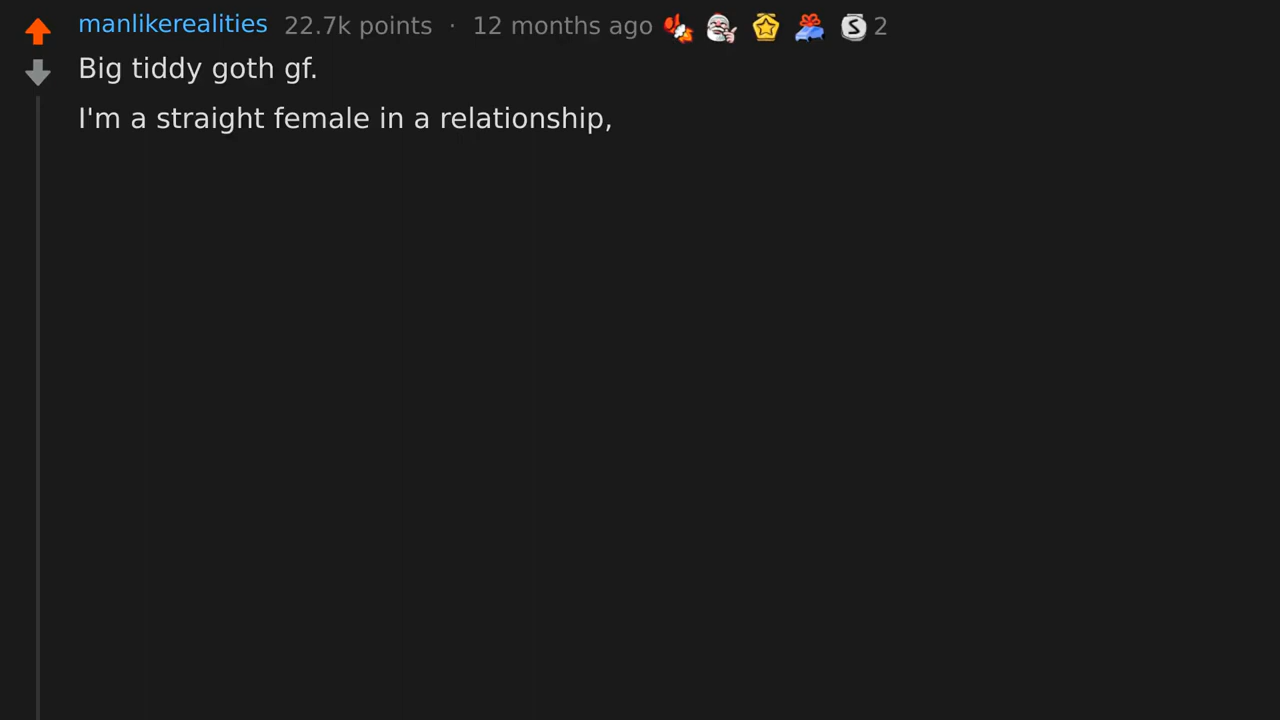 manlikerealities 22.7k points · 12 months ago 2
Big tiddy goth gf.
I'm a straight female in a relationship,